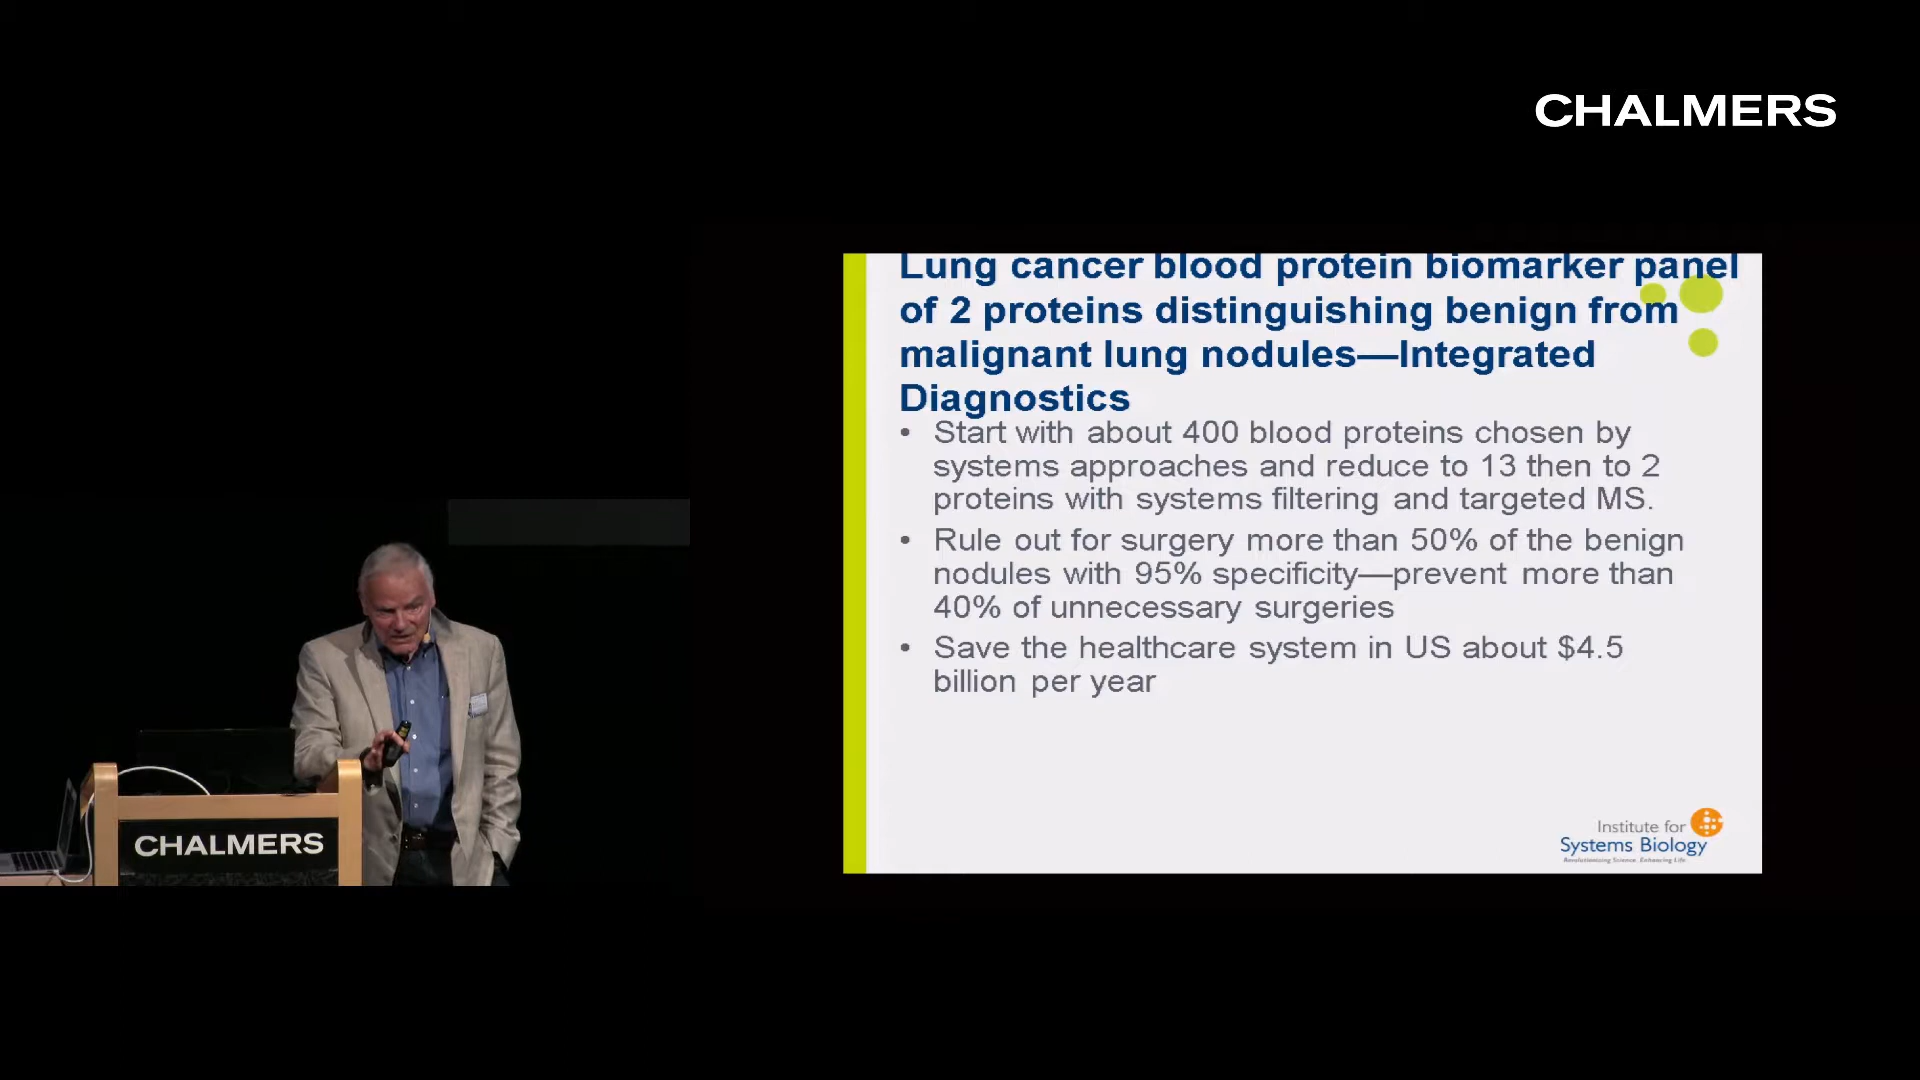 CHALMERS
Lung cancer blood protein biomarker panel
of 2 proteins distinguishing benign from
malignant lung nodules—Integrated
Diagnostics
• Start with about 400 blood proteins chosen by
systems approaches and reduce to 13 then to 2
proteins with systems filtering and targeted MS.
• Rule out for surgery more than 50% of the benign
nodules with 95% specificity—prevent more than
40% of unnecessary surgeries
• Save the healthcare system in US about $4.5
billion per year
Institute for
Systems Biology
Revolutionizing Science. Enhancing Life.
CHALMERS